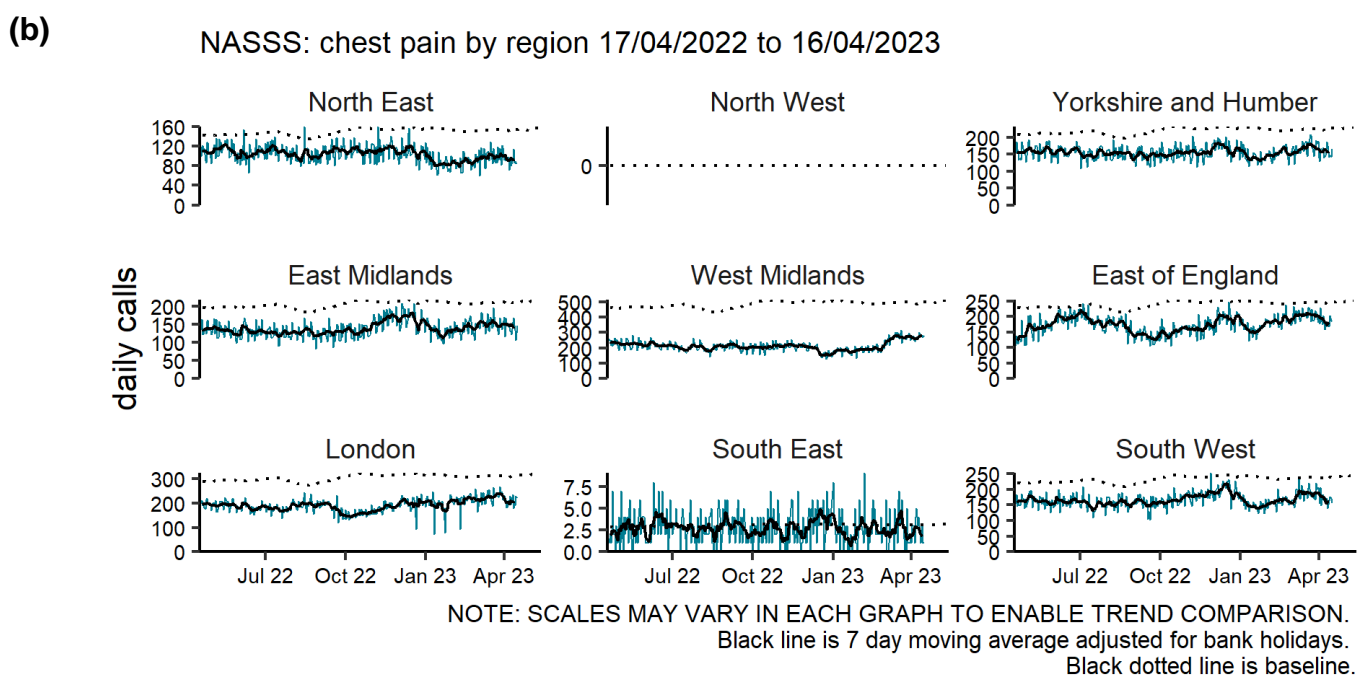 (b)
NASSS: chest pain by region 17/04/2022 to 16/04/2023
North East
160
120
80
40
0
North West
0
Yorkshire and Humber
200
150
100
50
0
daily calls
East Midlands
200
150
100
50
0
West Midlands
500
400
300
200
100
0
East of England
250
200
150
100
50
0
London
300
200
100
0
Jul 22 Oct 22 Jan 23 Apr 23
South East
7.5
5.0
2.5
0.0
Jul 22 Oct 22 Jan 23 Apr 23
South West
250
200
150
100
50
0
Jul 22 Oct 22 Jan 23 Apr 23
NOTE: SCALES MAY VARY IN EACH GRAPH TO ENABLE TREND COMPARISON.
Black line is 7 day moving average adjusted for bank holidays.
Black dotted line is baseline.